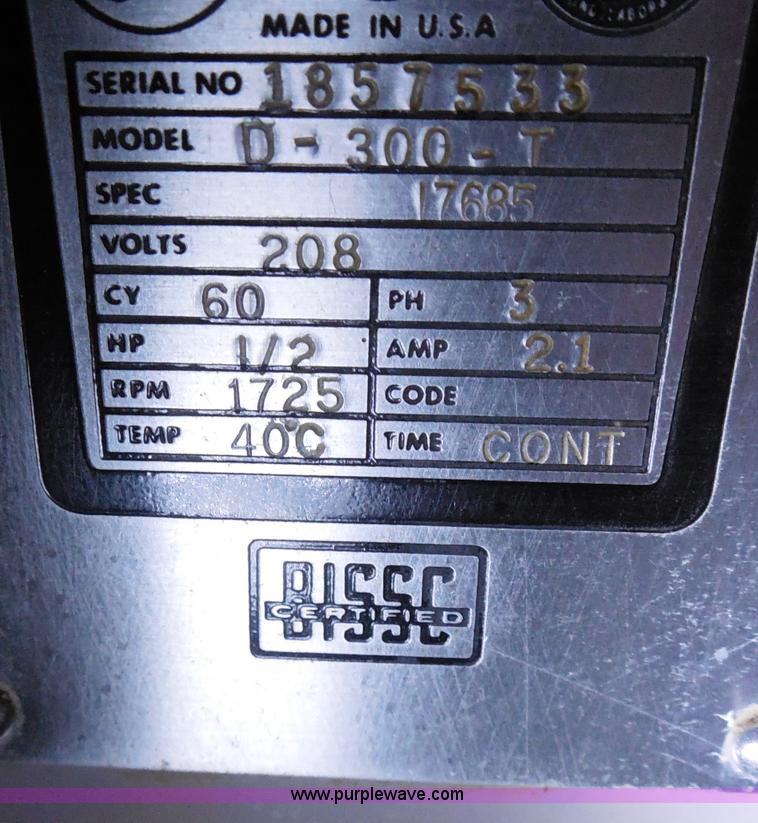 MADE IN U.S.A
SERIAL NO 1857533
MODEL D-300-T
SPEC 17685
VOLTS 208
CY 60 PH 3
HP 1/2 AMP 2.1
RPM 1725 CODE
TEMP 40°C TIME CONT
BISSC
CERTIFIED
www.purplewave.com